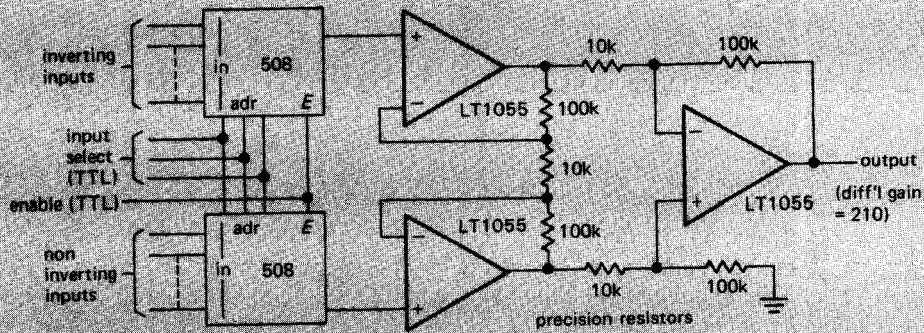 inverting
inputs
in
508
adr
E
+
−
LT1055
10k
100k
100k
10k
100k
−
+
LT1055
output
(diff'l gain
= 210)
input
select
(TTL)
enable (TTL)
adr
E
in
508
non
inverting
inputs
−
+
LT1055
10k
100k
precision resistors